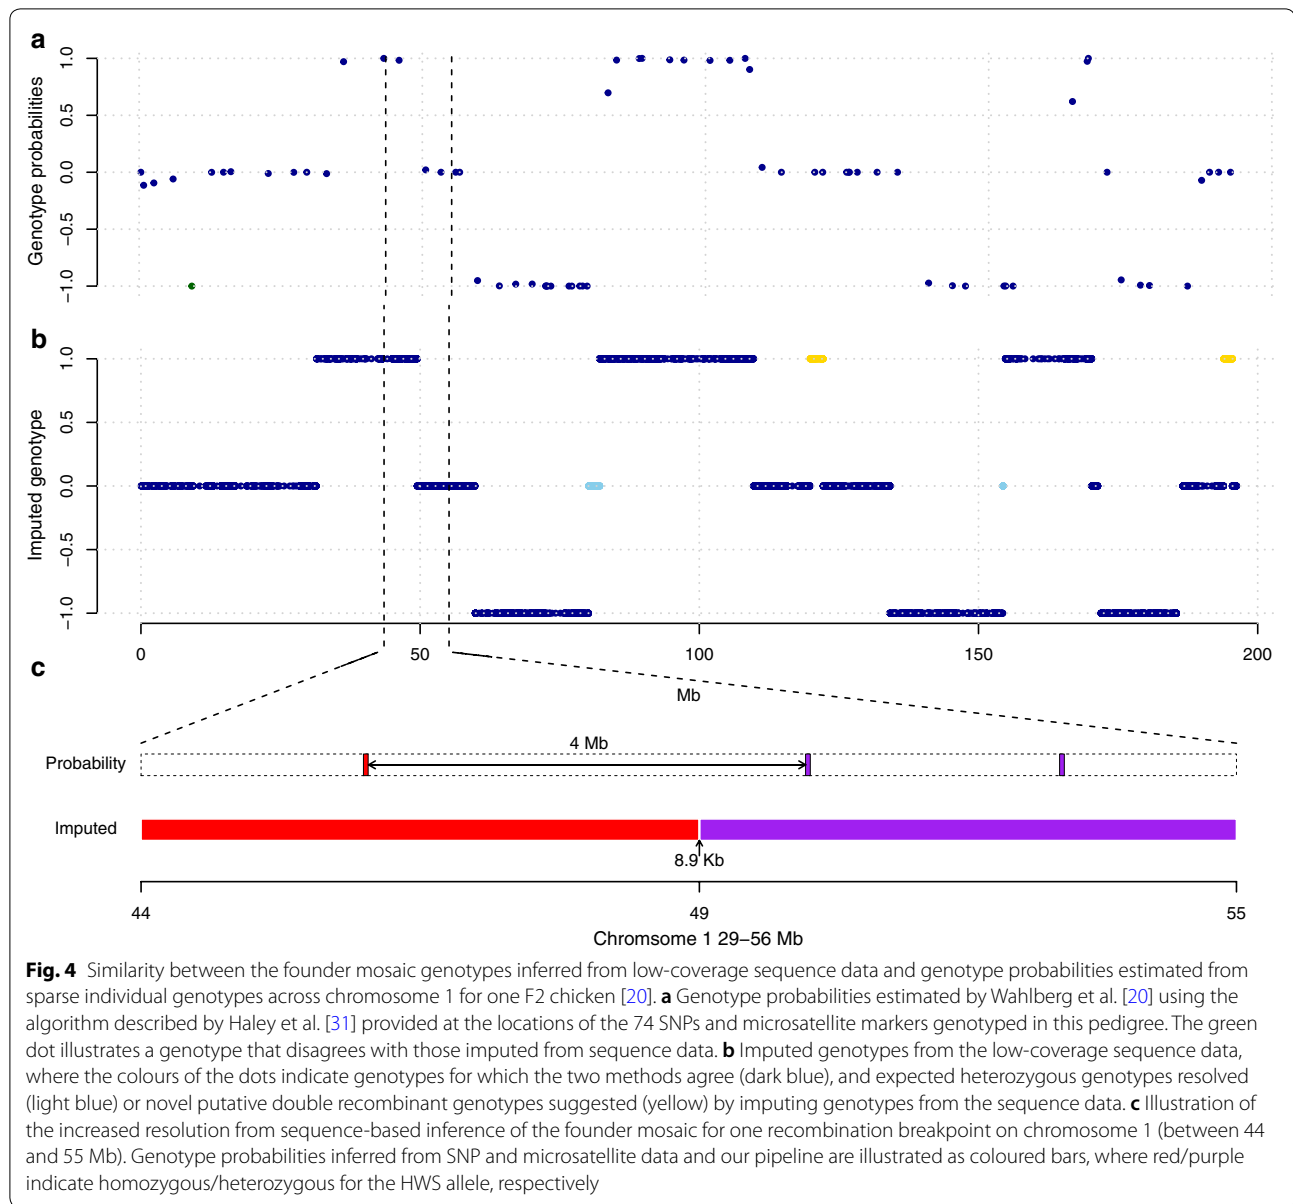 a
Genotype probabilities
1.0
0.5
0.0
−0.5
−1.0
b
Imputed genotype
1.0
0.5
0.0
−0.5
−1.0
0 50 100 150 200
Mb
c
Probability
4 Mb
Imputed
8.9 Kb
44 49 55
Chromsome 1 29−56 Mb
Fig. 4 Similarity between the founder mosaic genotypes inferred from low-coverage sequence data and genotype probabilities estimated from
sparse individual genotypes across chromosome 1 for one F2 chicken [20]. a Genotype probabilities estimated by Wahlberg et al. [20] using the
algorithm described by Haley et al. [31] provided at the locations of the 74 SNPs and microsatellite markers genotyped in this pedigree. The green
dot illustrates a genotype that disagrees with those imputed from sequence data. b Imputed genotypes from the low-coverage sequence data,
where the colours of the dots indicate genotypes for which the two methods agree (dark blue), and expected heterozygous genotypes resolved
(light blue) or novel putative double recombinant genotypes suggested (yellow) by imputing genotypes from the sequence data. c Illustration of
the increased resolution from sequence-based inference of the founder mosaic for one recombination breakpoint on chromosome 1 (between 44
and 55 Mb). Genotype probabilities inferred from SNP and microsatellite data and our pipeline are illustrated as coloured bars, where red/purple
indicate homozygous/heterozygous for the HWS allele, respectively